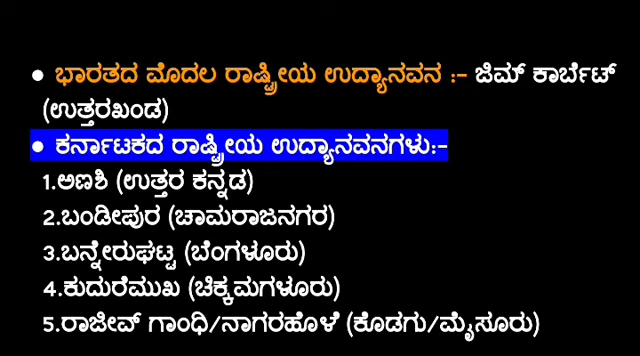 ● ಭಾರತದ ಮೊದಲ ರಾಷ್ಟ್ರೀಯ ಉದ್ಯಾನವನ :- ಜಿಮ್ ಕಾರ್ಬೆಟ್
(ಉತ್ತರಖಂಡ)
● ಕರ್ನಾಟಕದ ರಾಷ್ಟ್ರೀಯ ಉದ್ಯಾನವನಗಳು:-
1.ಅಣಶಿ (ಉತ್ತರ ಕನ್ನಡ)
2.ಬಂಡೀಪುರ (ಚಾಮರಾಜನಗರ)
3.ಬನ್ನೇರುಘಟ್ಟ (ಬೆಂಗಳೂರು)
4.ಕುದುರೆಮುಖ (ಚಿಕ್ಕಮಗಳೂರು)
5.ರಾಜೀವ್ ಗಾಂಧಿ/ನಾಗರಹೊಳೆ (ಕೊಡಗು/ಮೈಸೂರು)